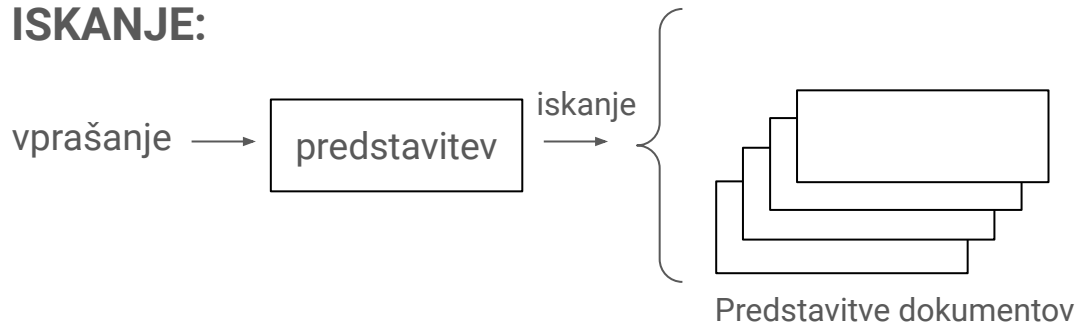 ISKANJE:
vprašanje
predstavitev
iskanje
Predstavitve dokumentov